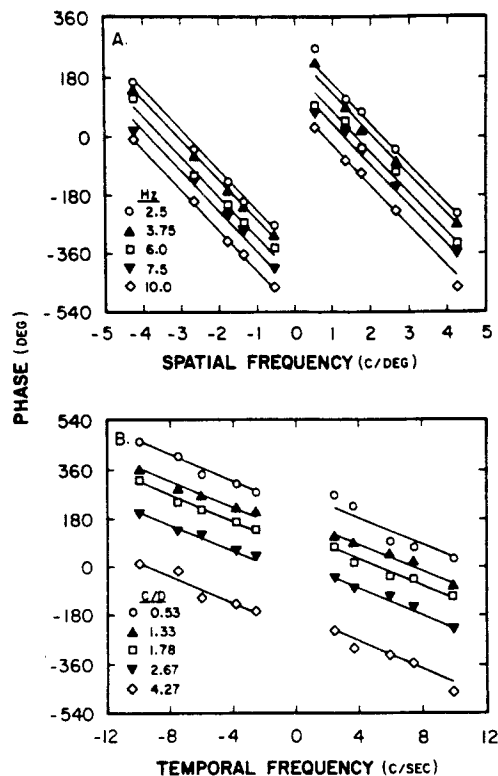 360
A.
180
0
-180
-360
-540
Hz
2.5
3.75
6.0
7.5
10.0
-5 -4 -3 -2 -1 0 1 2 3 4 5
SPATIAL FREQUENCY (C/DEG)
PHASE (DEG)
540
B.
360
180
0
-180
-360
-540
C/D
0.53
1.33
1.78
2.67
4.27
-12 -8 -4 0 4 8 12
TEMPORAL FREQUENCY (C/SEC)